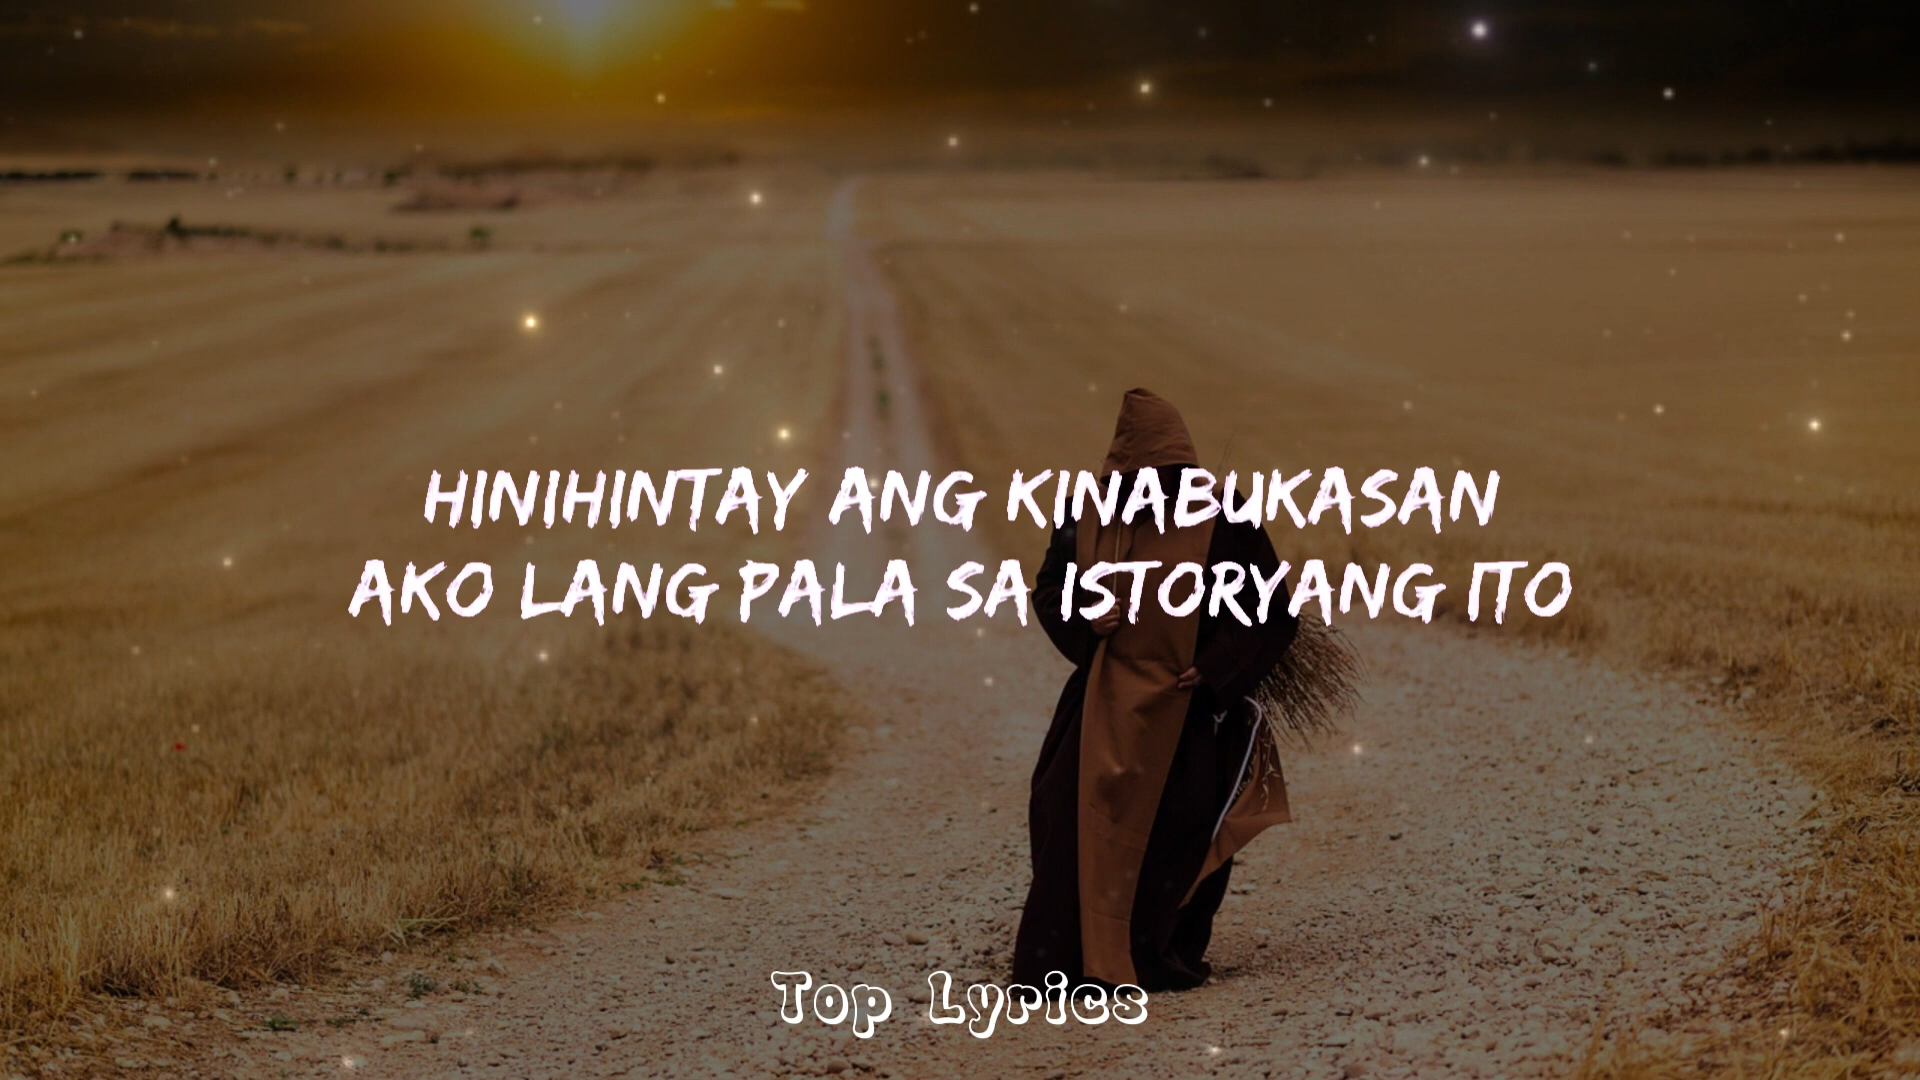 HINIHINTAY ANG KINABUKASAN
AKO LANG PALA SA ISTORYANG ITO
Top Lyrics